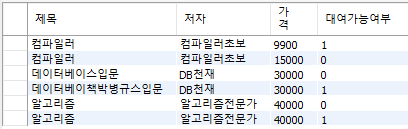 제목 저자 가격 대여가능여부
컴파일러 컴파일러초보 9900 1
컴파일러 컴파일러초보 15000 0
데이터베이스입문 DB천재 30000 0
데이터베이책박병규스입문 DB천재 30000 1
알고리즘 알고리즘전문가 40000 0
알고리즘 알고리즘전문가 40000 1